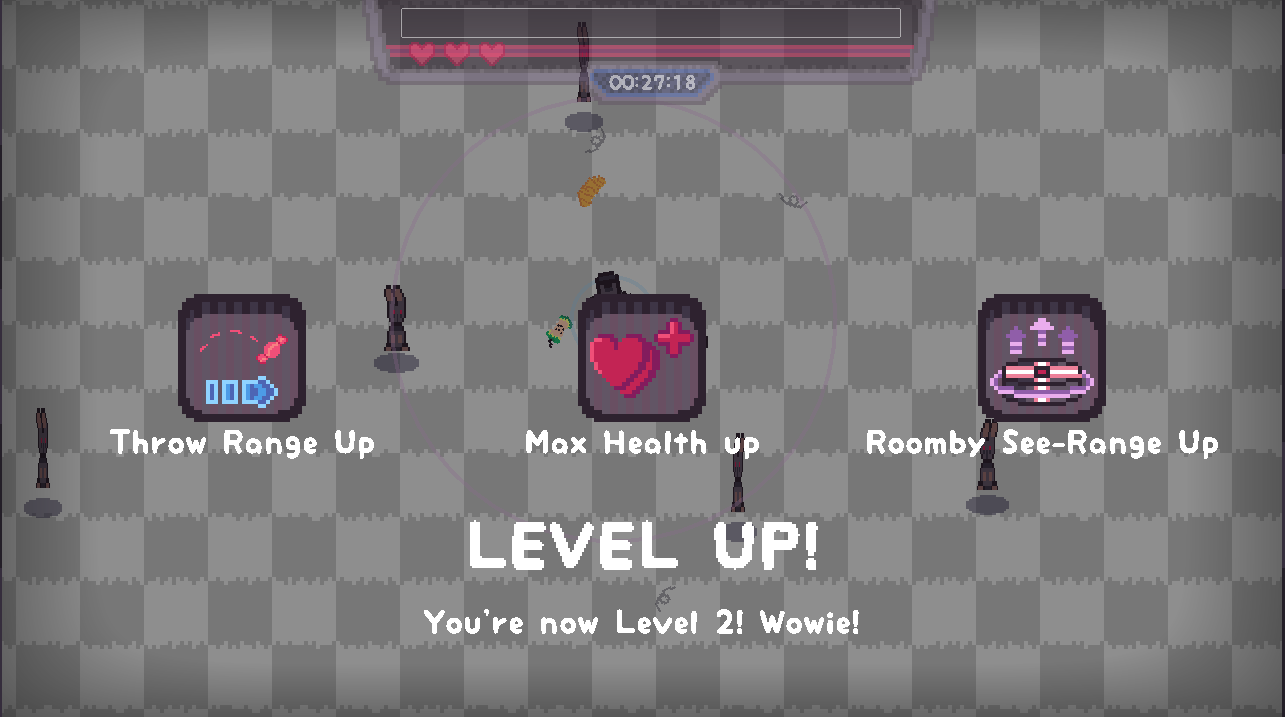 00:27:18
Throw Range Up
Max Health up
Roomby See-Range Up
LEVEL UP!
You're now Level 2! Wowie!